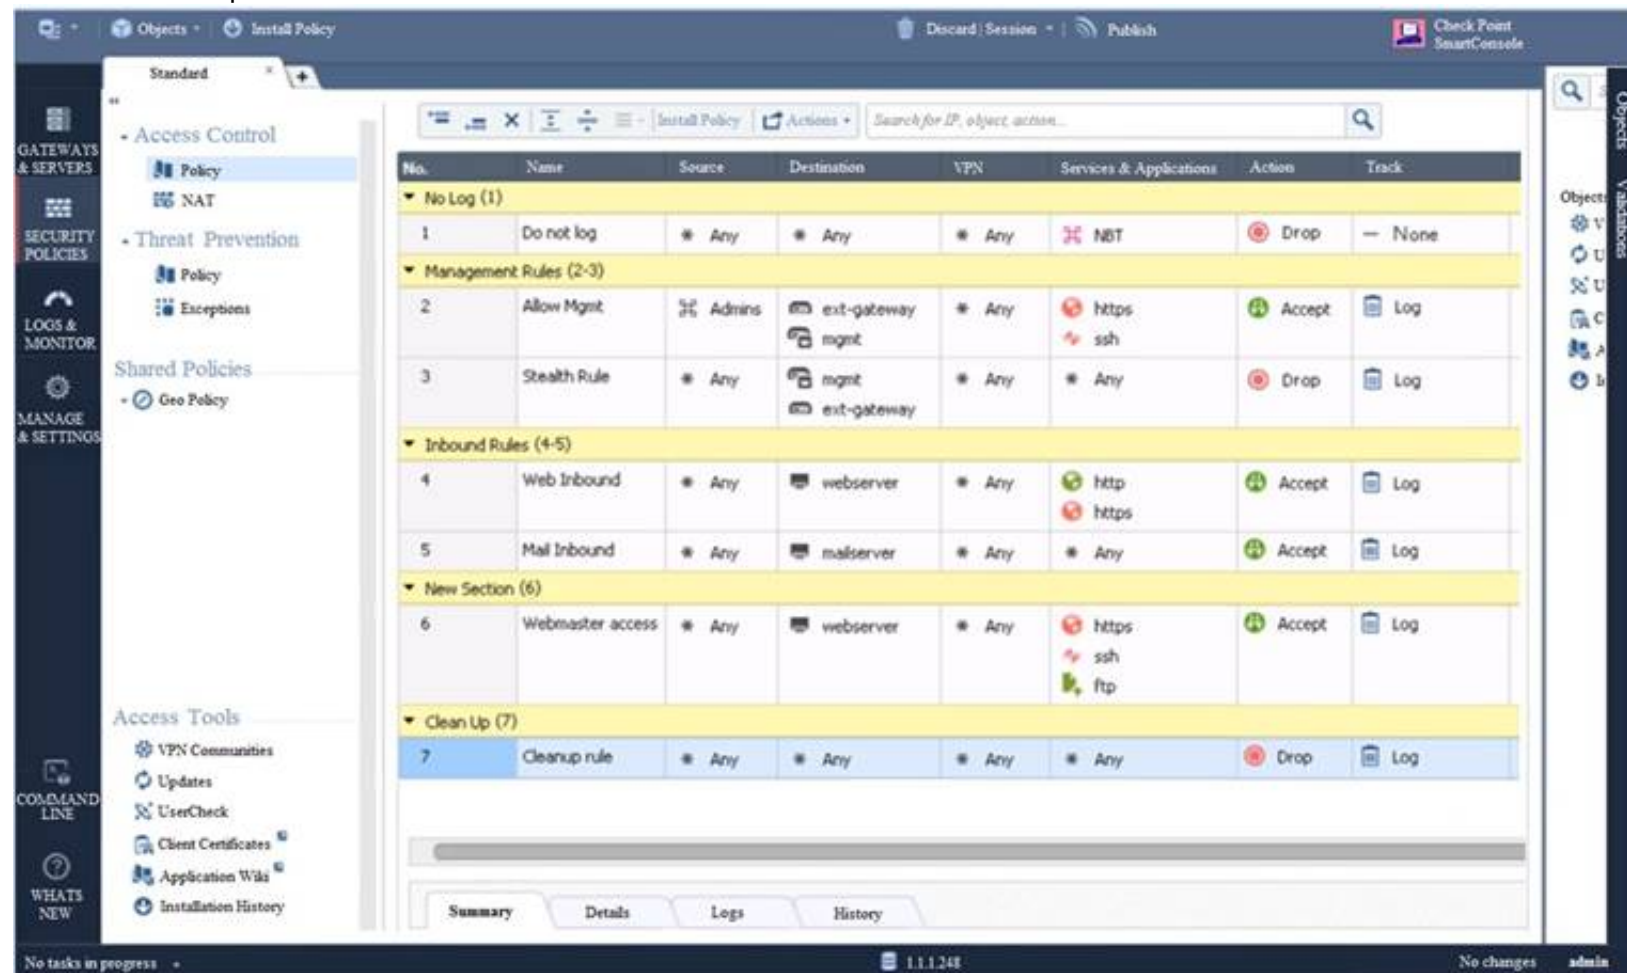 Objects
Install Policy
Discard | Session
Publish
Check Point
SmartConsole
Standard
GATEWAYS
& SERVERS
SECURITY
POLICIES
LOGS &
MONITOR
MANAGE
& SETTINGS
COMMAND
LINE
WHATS
NEW
Access Control
Policy
NAT
Threat Prevention
Policy
Exceptions
Shared Policies
Geo Policy
Access Tools
VPN Communities
Updates
UserCheck
Client Certificates
Application Wiki
Installation History
Install Policy Actions Search for IP, object, action...
No. Name Source Destination VPN Services & Applications Action Track
No Log (1)
1 Do not log Any Any Any NBT Drop — None
Management Rules (2-3)
2 Allow Mgmt Admins ext-gateway Any https Accept Log
mgmt ssh
3 Stealth Rule Any mgmt Any Any Drop Log
ext-gateway
Inbound Rules (4-5)
4 Web Inbound Any webserver Any http Accept Log
https
5 Mail Inbound Any mailserver Any Any Accept Log
New Section (6)
6 Webmaster access Any webserver Any https Accept Log
ssh
ftp
Clean Up (7)
7 Cleanup rule Any Any Any Any Drop Log
Summary Details Logs History
Objects
Validations
Objects
V
U
U
C
A
No tasks in progress
1.1.1.248
No changes
admin